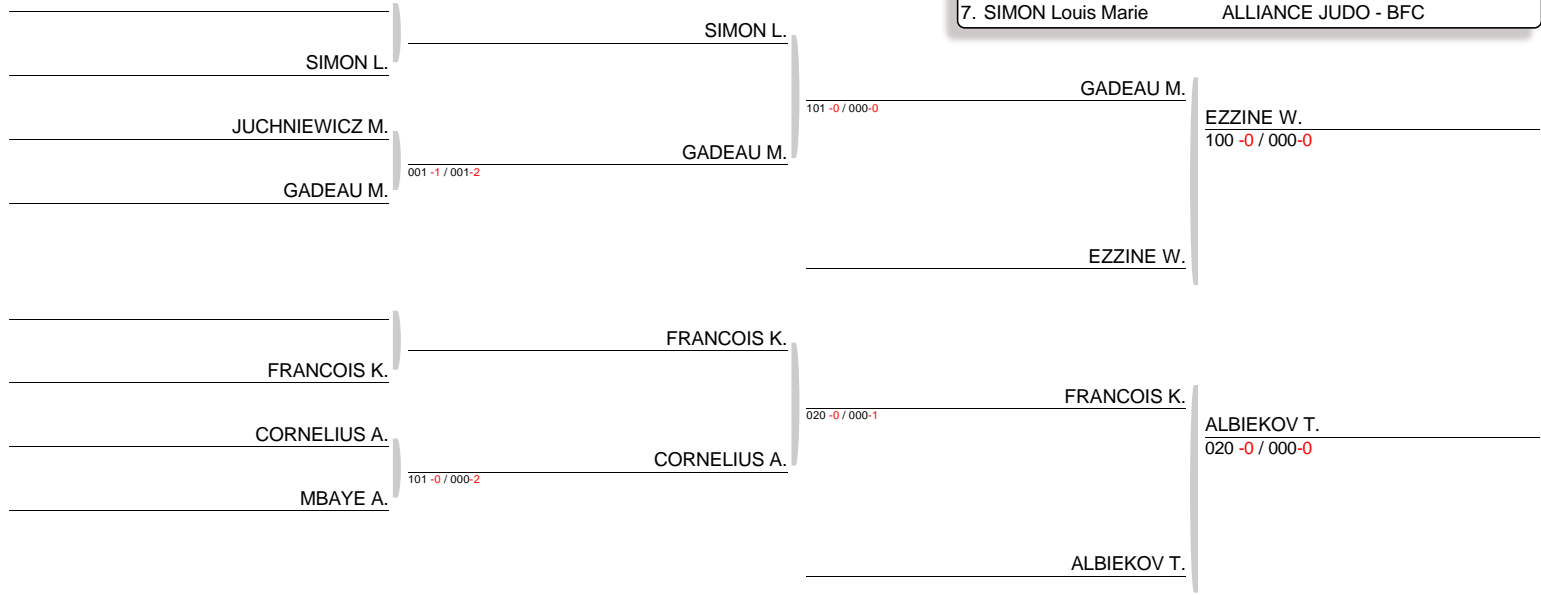 7. SIMON Louis Marie ALLIANCE JUDO - BFC
SIMON L.
SIMON L.
GADEAU M.
101 -0 / 000-0
EZZINE W.
100 -0 / 000-0
JUCHNIEWICZ M.
GADEAU M.
001 -1 / 001-2
GADEAU M.
EZZINE W.
FRANCOIS K.
FRANCOIS K.
FRANCOIS K.
020 -0 / 000-1
ALBIEKOV T.
020 -0 / 000-0
CORNELIUS A.
CORNELIUS A.
101 -0 / 000-2
MBAYE A.
ALBIEKOV T.